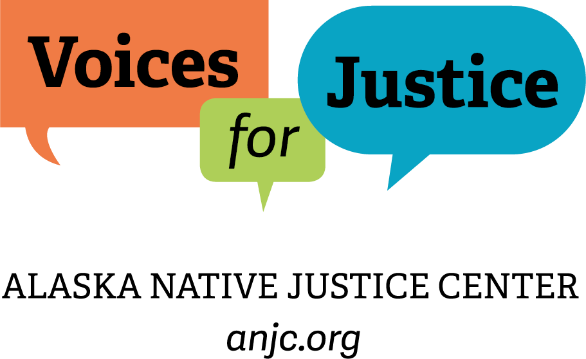 Voices
for
Justice
ALASKA NATIVE JUSTICE CENTER
anjc.org